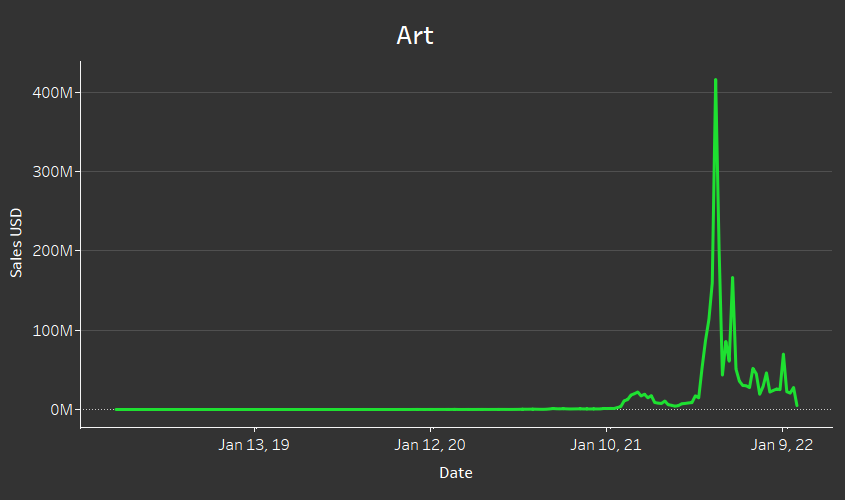 Art
Sales USD
400M
300M
200M
100M
0M
Jan 13, 19
Jan 12, 20
Jan 10, 21
Jan 9, 22
Date